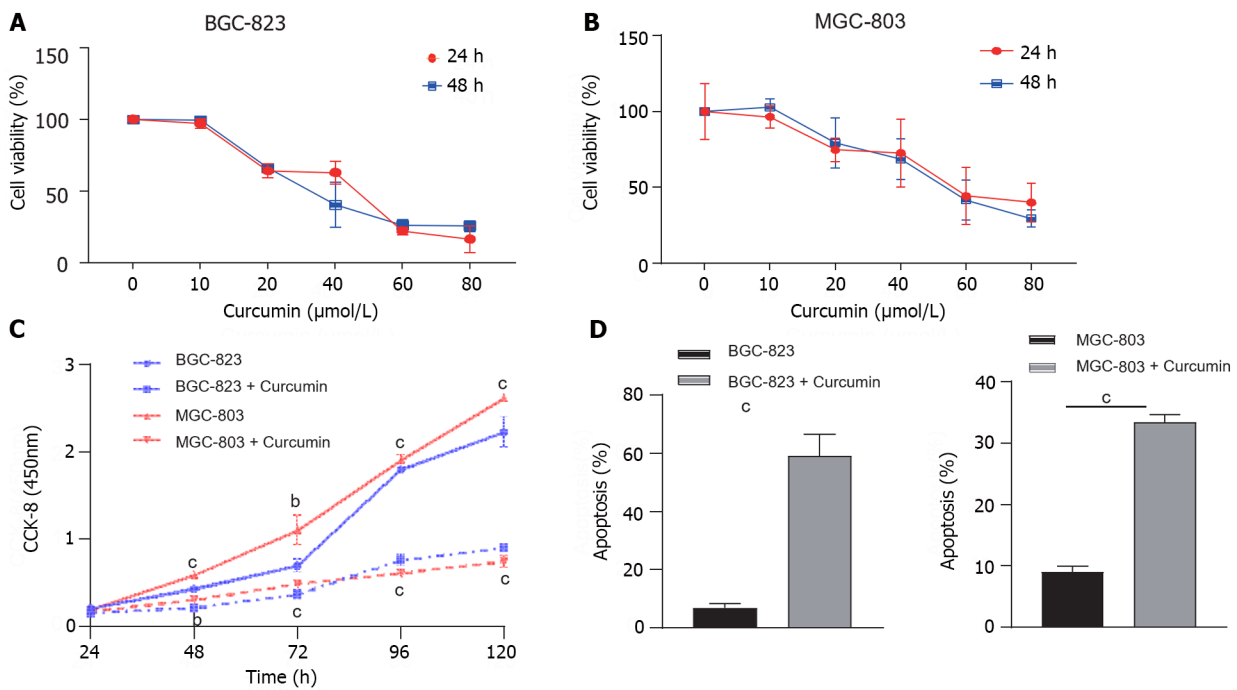 A
BGC-823
150
100
50
0
Cell viability (%)
24 h
48 h
0 10 20 40 60 80
Curcumin (μmol/L)
B
MGC-803
150
100
50
0
Cell viability (%)
24 h
48 h
0 10 20 40 60 80
Curcumin (μmol/L)
C
BGC-823
BGC-823 + Curcumin
MGC-803
MGC-803 + Curcumin
3
2
1
0
CCK-8 (450nm)
c
b
c
c
b
c
c
c
24 48 72 96 120
Time (h)
D
BGC-823
BGC-823 + Curcumin
80
60
40
20
0
Apoptosis (%)
c
MGC-803
MGC-803 + Curcumin
40
30
20
10
0
Apoptosis (%)
c